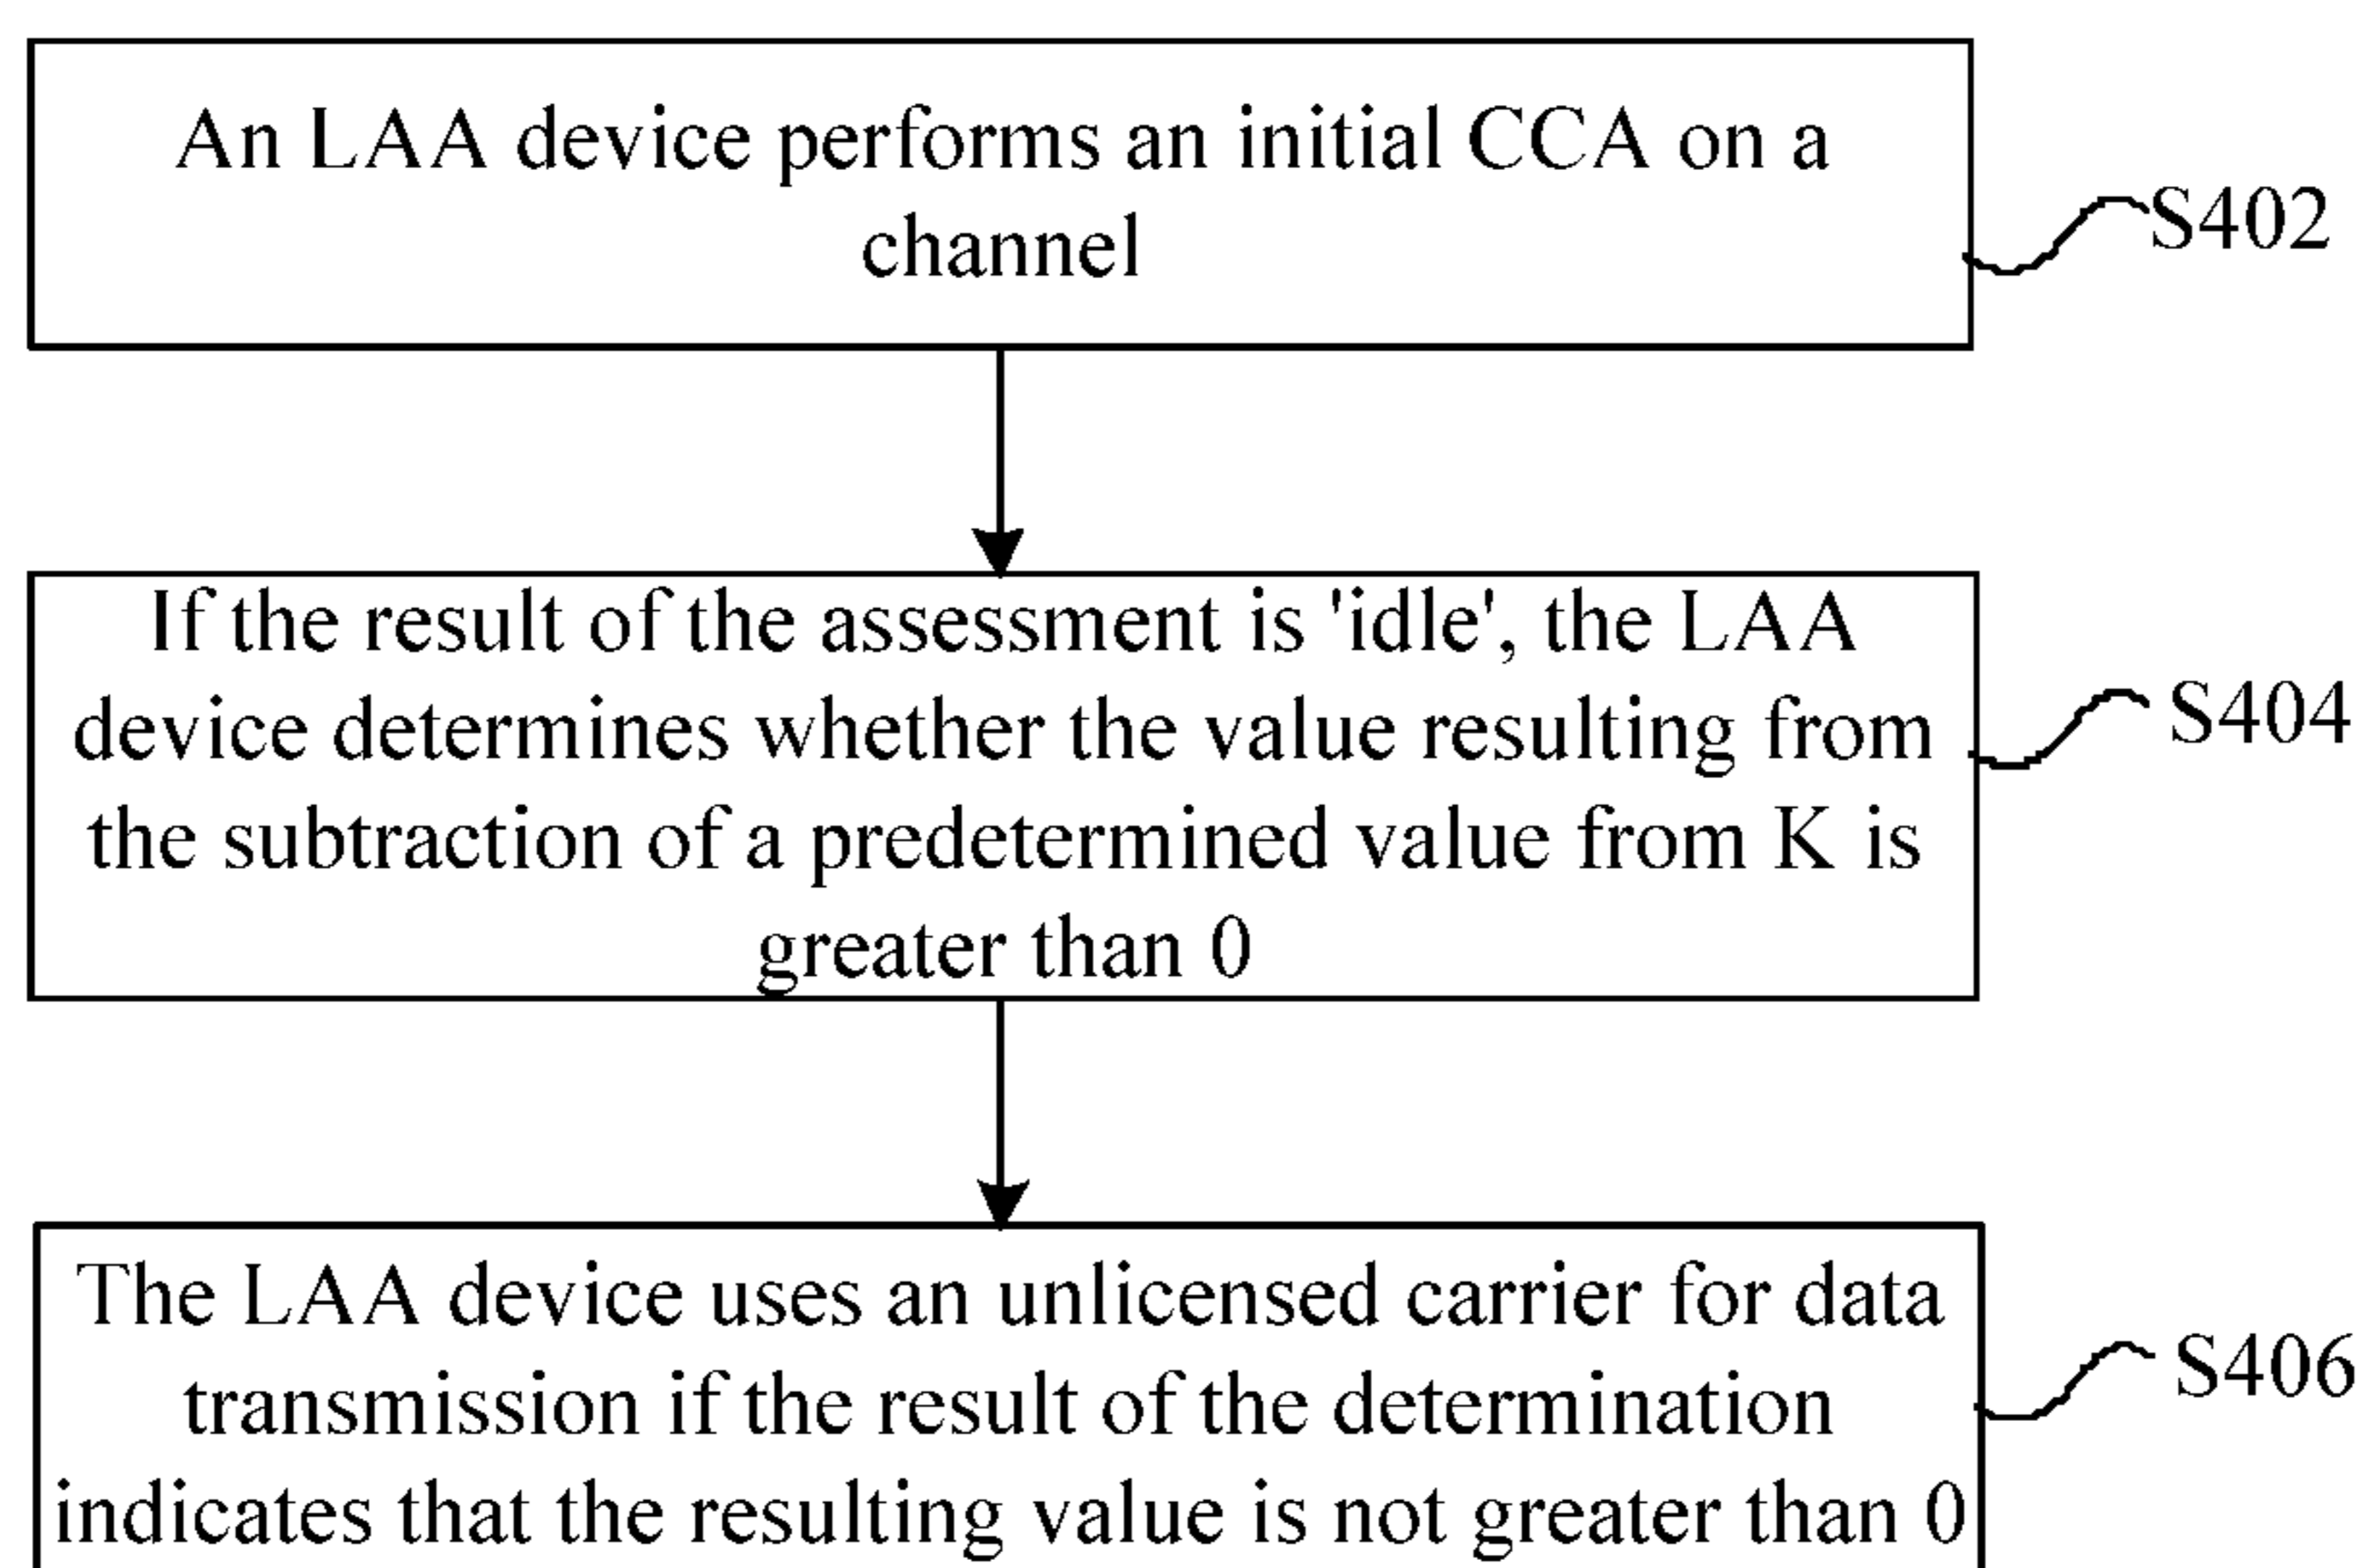 An LAA device performs an initial CCA on a
channel
S402
If the result of the assessment is 'idle', the LAA
device determines whether the value resulting from
the subtraction of a predetermined value from K is
greater than 0
S404
The LAA device uses an unlicensed carrier for data
transmission if the result of the determination
indicates that the resulting value is not greater than 0
S406